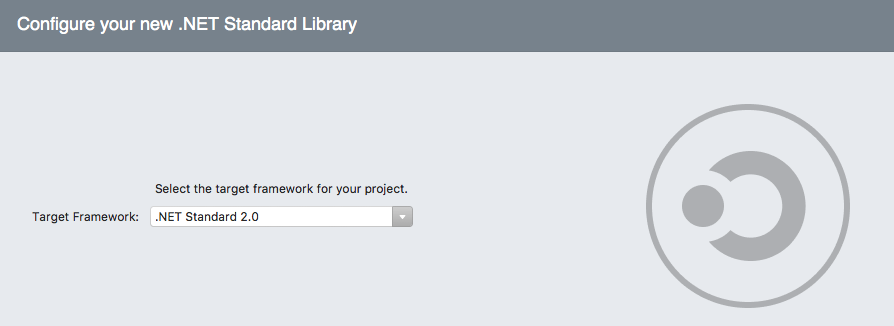 Configure your new .NET Standard Library
Select the target framework for your project.
Target Framework: .NET Standard 2.0